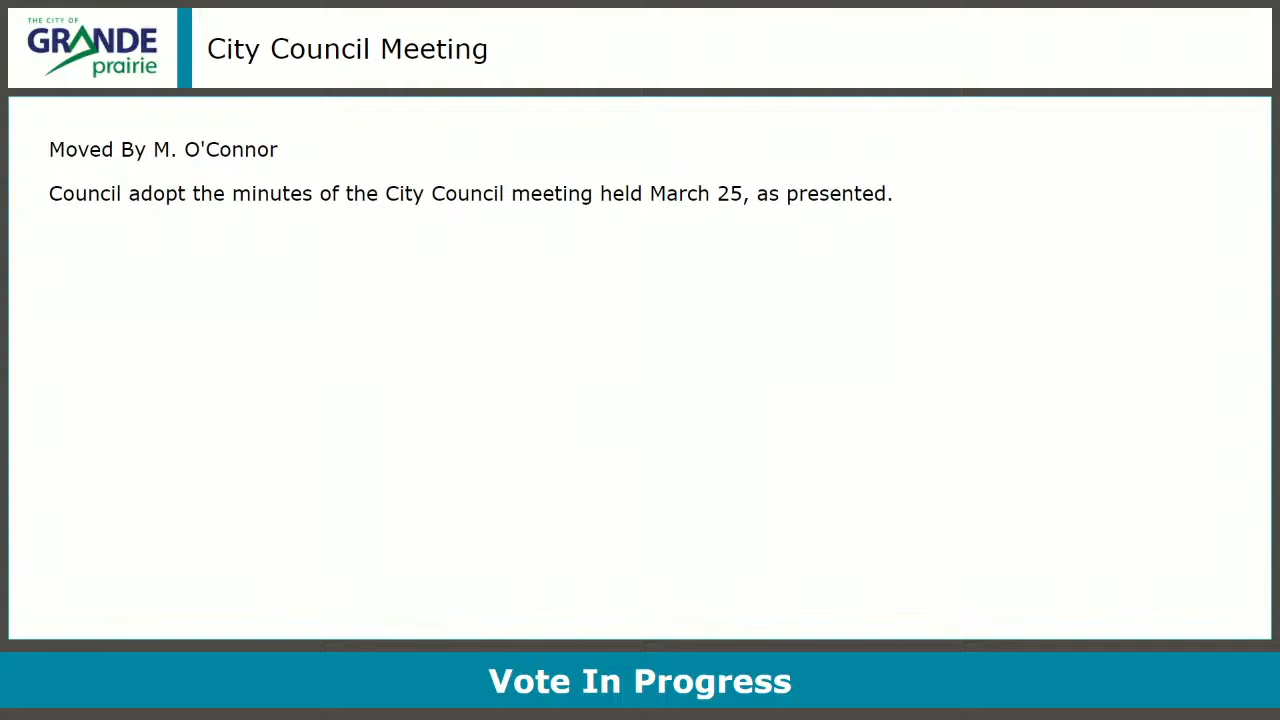 THE CITY OF
GRANDE
prairie
City Council Meeting
Moved By M. O'Connor
Council adopt the minutes of the City Council meeting held March 25, as presented.
Vote In Progress